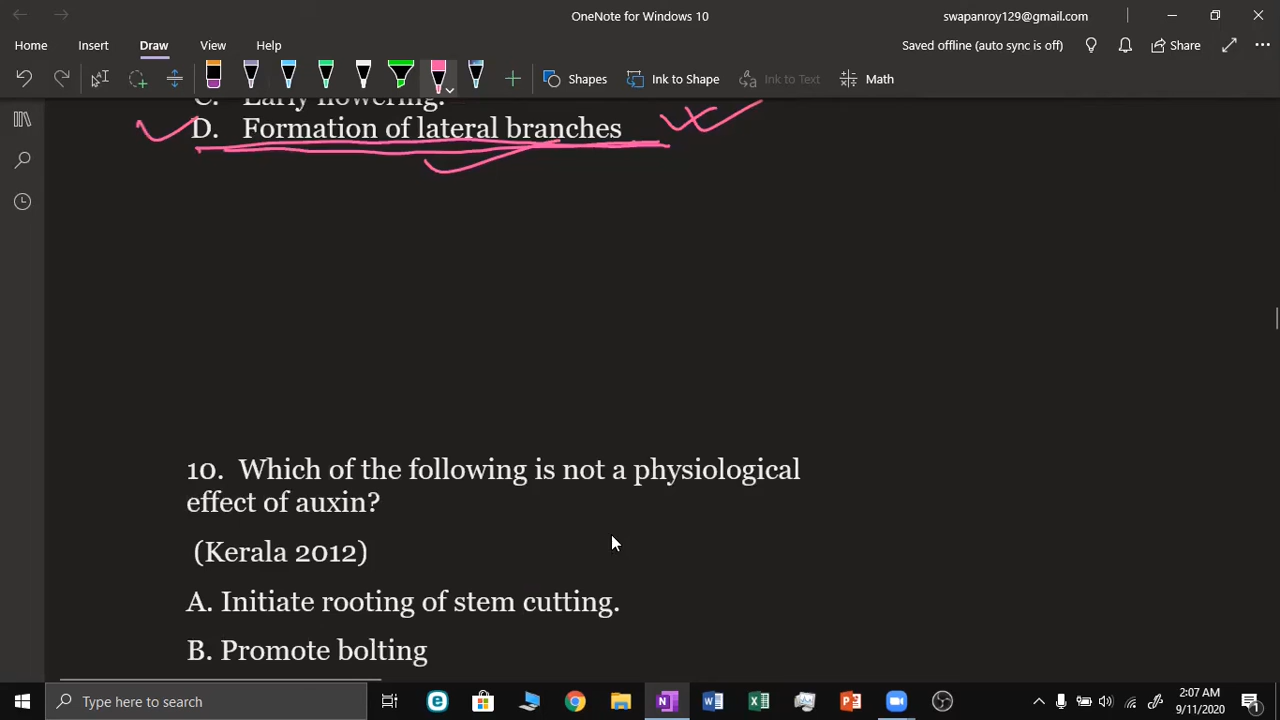 OneNote for Windows 10
swapanroy129@gmail.com
Home Insert Draw View Help
Saved offline (auto sync is off)
Share
Shapes
Ink to Shape
Ink to Text
Math
C. Early flowering.
D. Formation of lateral branches
10. Which of the following is not a physiological
effect of auxin?
(Kerala 2012)
A. Initiate rooting of stem cutting.
B. Promote bolting
Type here to search
2:07 AM
9/11/2020